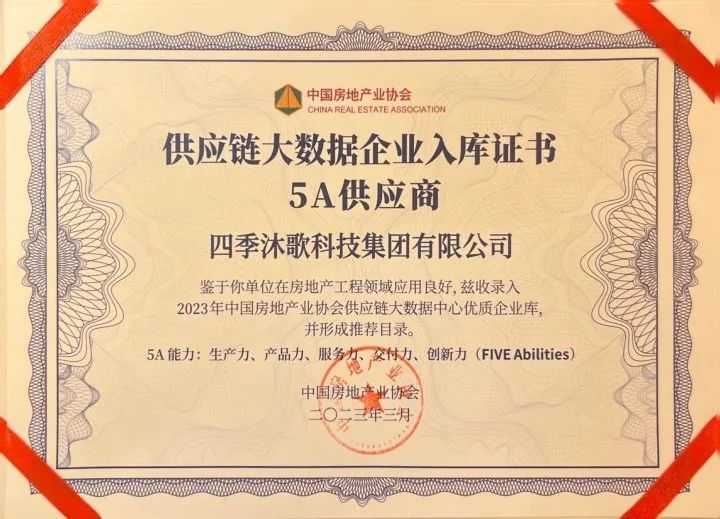 中国房地产业协会
CHINA REAL ESTATE ASSOCIATION
供应链大数据企业入库证书
5A供应商
四季沐歌科技集团有限公司
鉴于你单位在房地产工程领域应用良好, 兹收录入
2023年中国房地产业协会供应链大数据中心优质企业库,
并形成推荐目录。
5A 能力：生产力、产品力、服务力、交付力、创新力（FIVE Abilities）
中国房地产业协会
二〇二三年三月